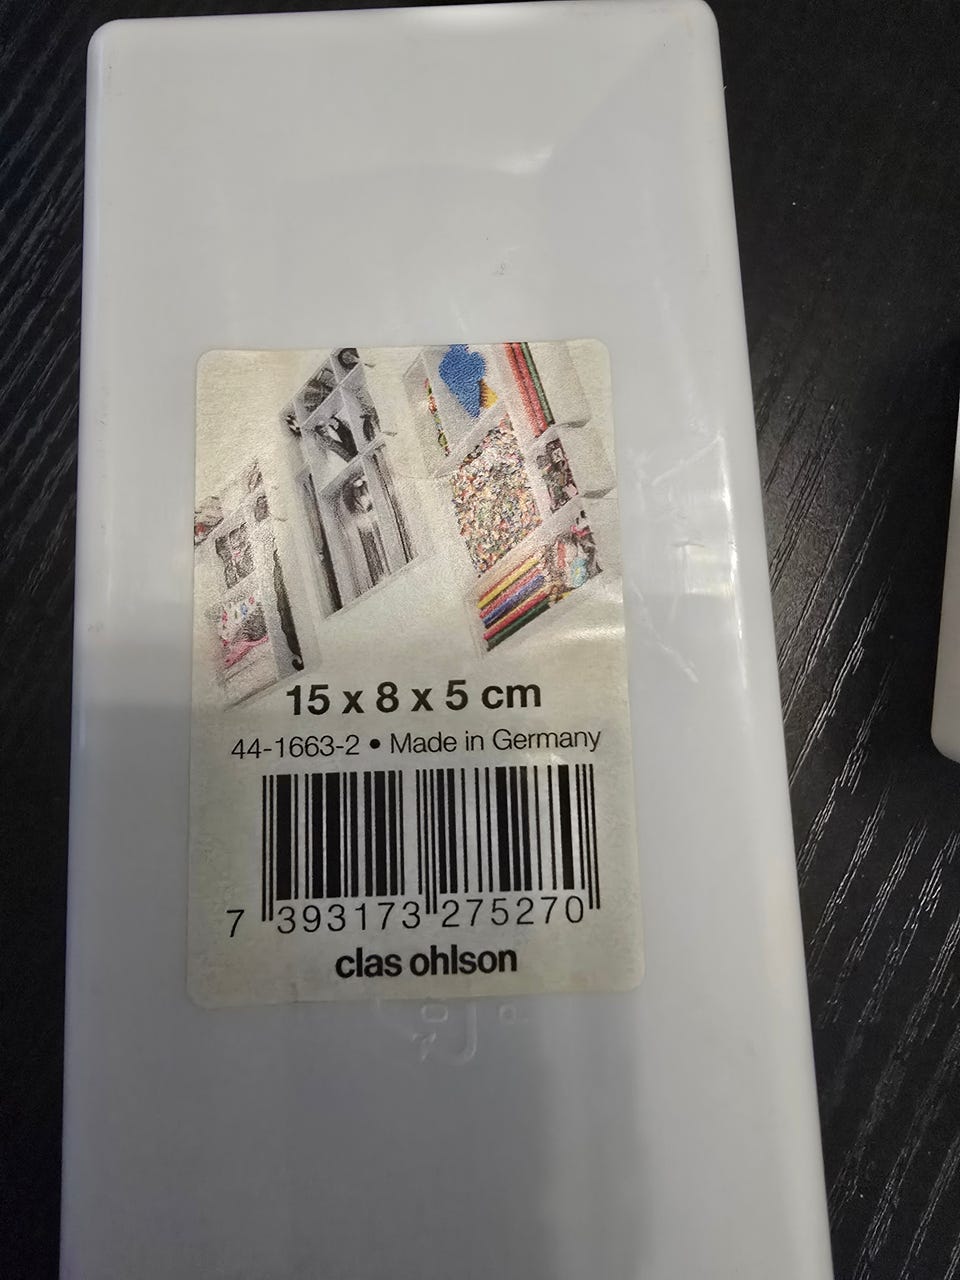 15 x 8 x 5 cm
44-1663-2 • Made in Germany
7 393173 275270
clas ohlson